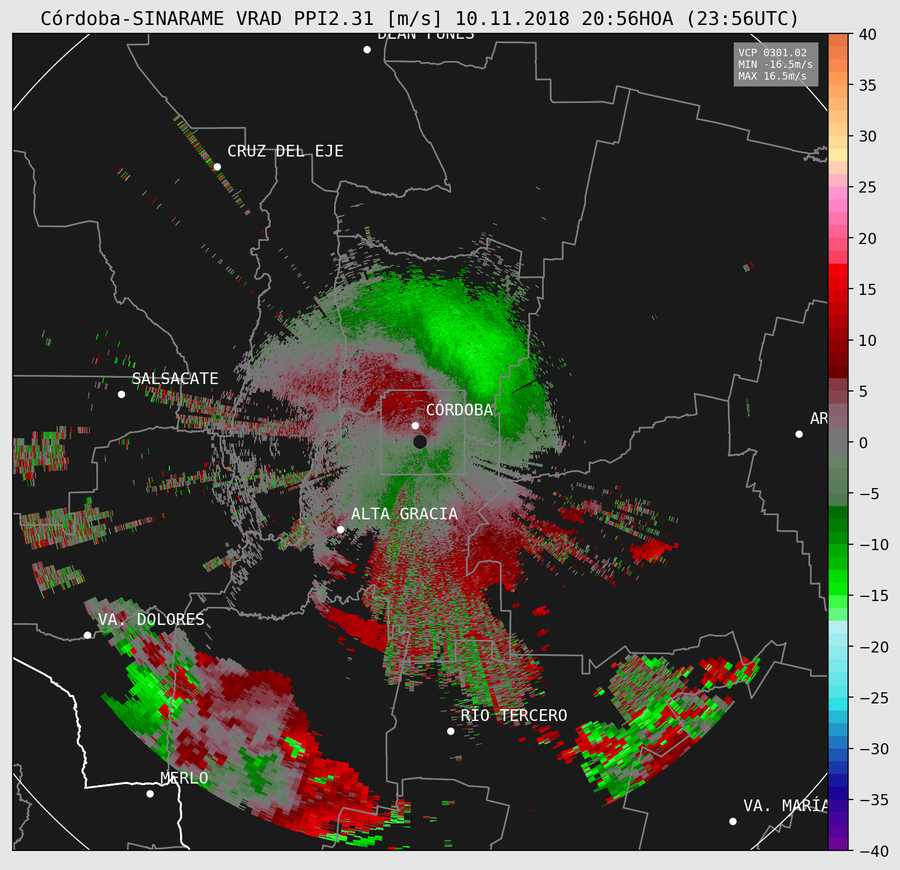 Córdoba-SINARAME VRAD PPI2.31 [m/s] 10.11.2018 20:56HOA (23:56UTC)
DEAN FUNES
VCP 0301.02
MIN -16.5m/s
MAX 16.5m/s
CRUZ DEL EJE
SALSACATE
CÓRDOBA
AR
ALTA GRACIA
VA. DOLORES
RÍO TERCERO
MERLO
VA. MARÍA
40
35
30
25
20
15
10
5
0
−5
−10
−15
−20
−25
−30
−35
−40